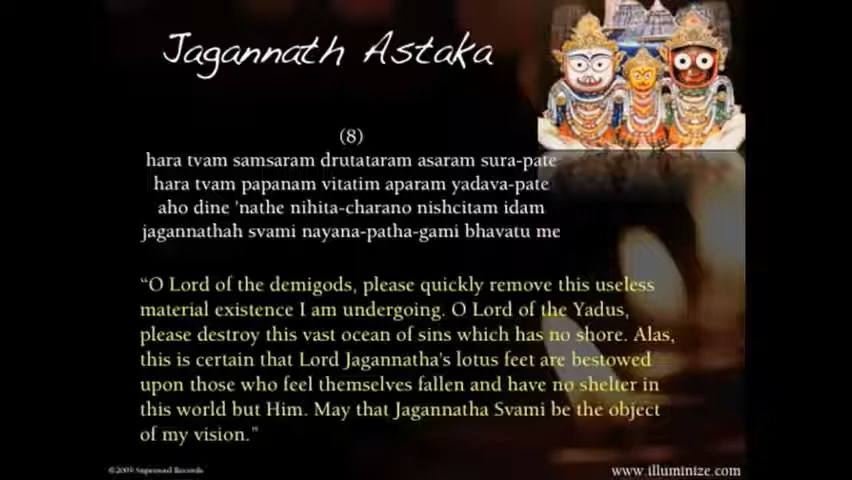 Jagannath Astaka
(8)
hara tvam samsaram drutataram asaram sura-pate
hara tvam papanam vitatim aparam yadava-pate
aho dine 'nathe nihita-charano nishcitam idam
jagannathah svami nayana-patha-gami bhavatu me
“O Lord of the demigods, please quickly remove this useless
material existence I am undergoing. O Lord of the Yadus,
please destroy this vast ocean of sins which has no shore. Alas,
this is certain that Lord Jagannatha's lotus feet are bestowed
upon those who feel themselves fallen and have no shelter in
this world but Him. May that Jagannatha Svami be the object
of my vision."
©2009 Supersoul Records
www.illuminize.com